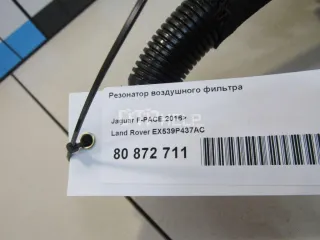 Резонатор воздушного фильтра
Jaguar F-PACE 2016>
Land Rover EX539P437AC
80 872 711